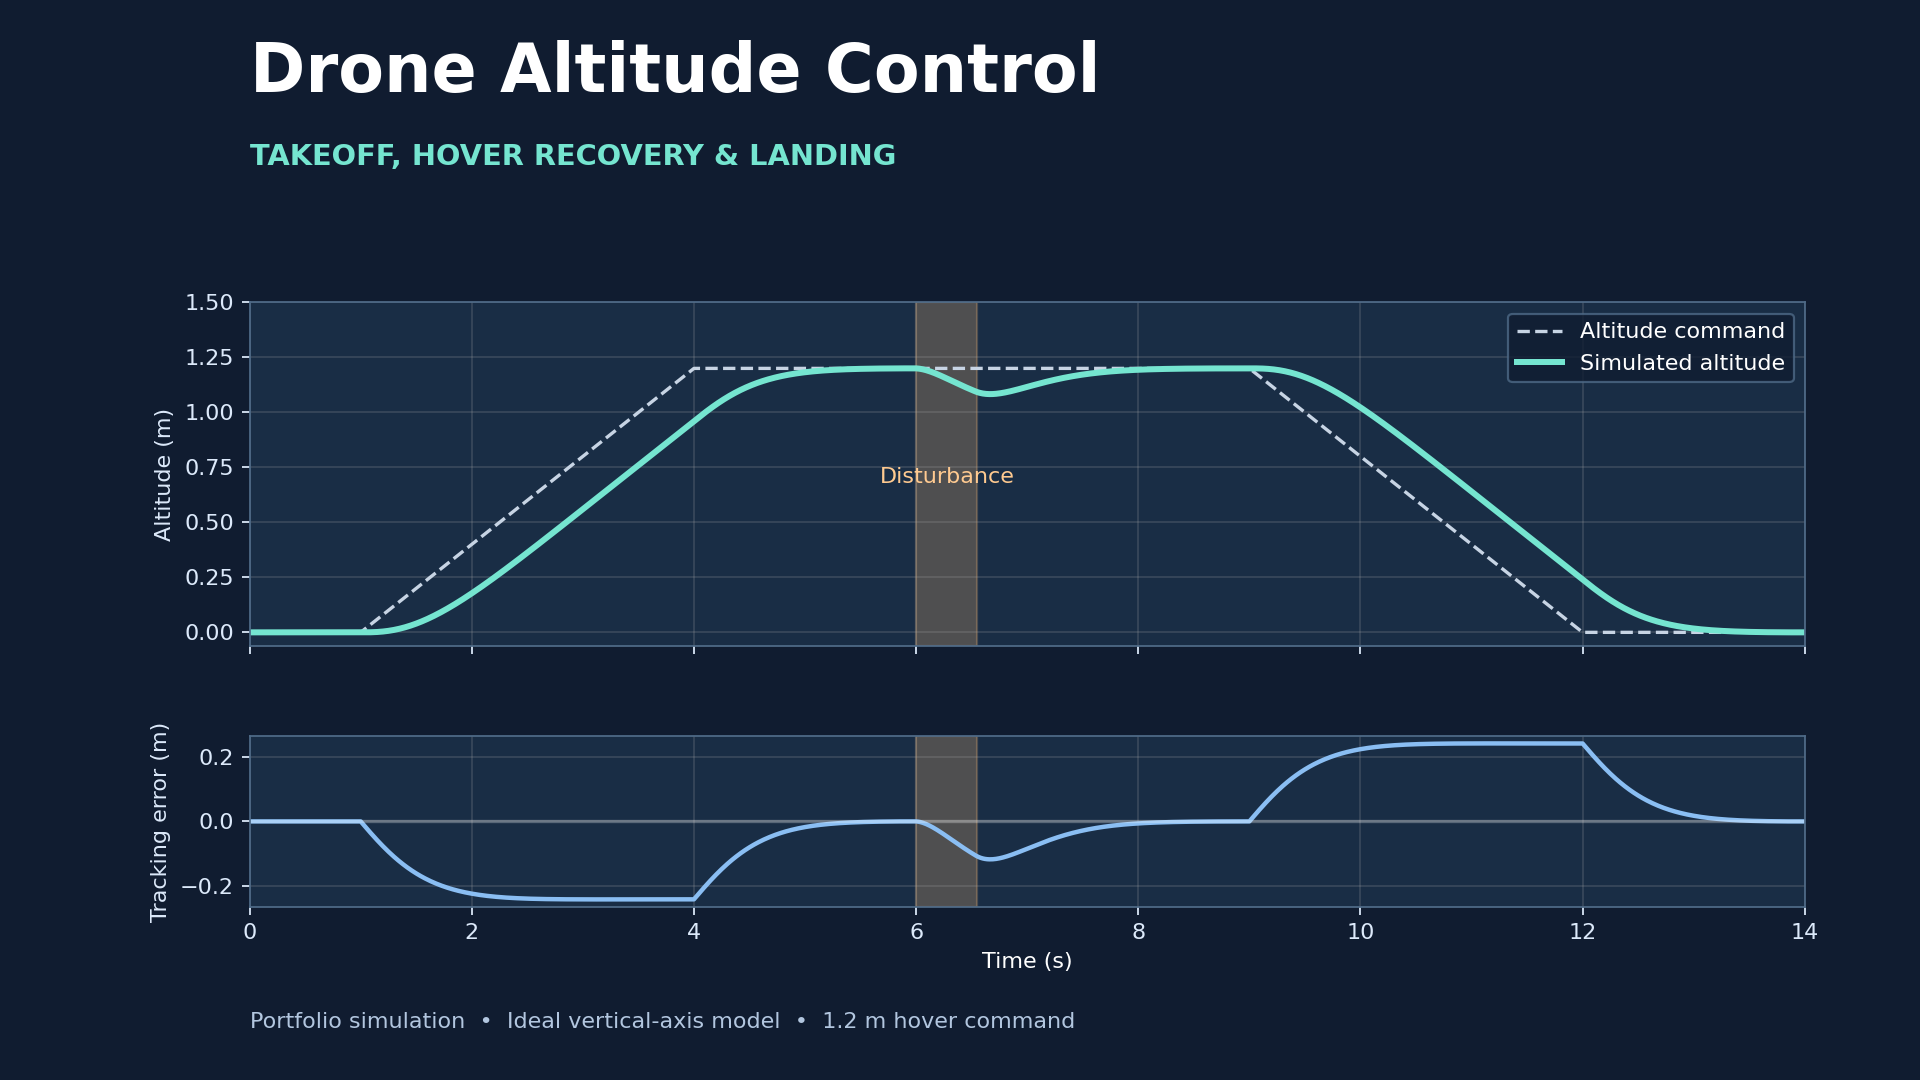 Drone Altitude Control
TAKEOFF, HOVER RECOVERY & LANDING
1.50
1.25
1.00
0.75
0.50
0.25
0.00
Altitude (m)
Altitude command
Simulated altitude
Disturbance
0.2
0.0
−0.2
Tracking error (m)
0 2 4 6 8 10 12 14
Time (s)
Portfolio simulation • Ideal vertical-axis model • 1.2 m hover command